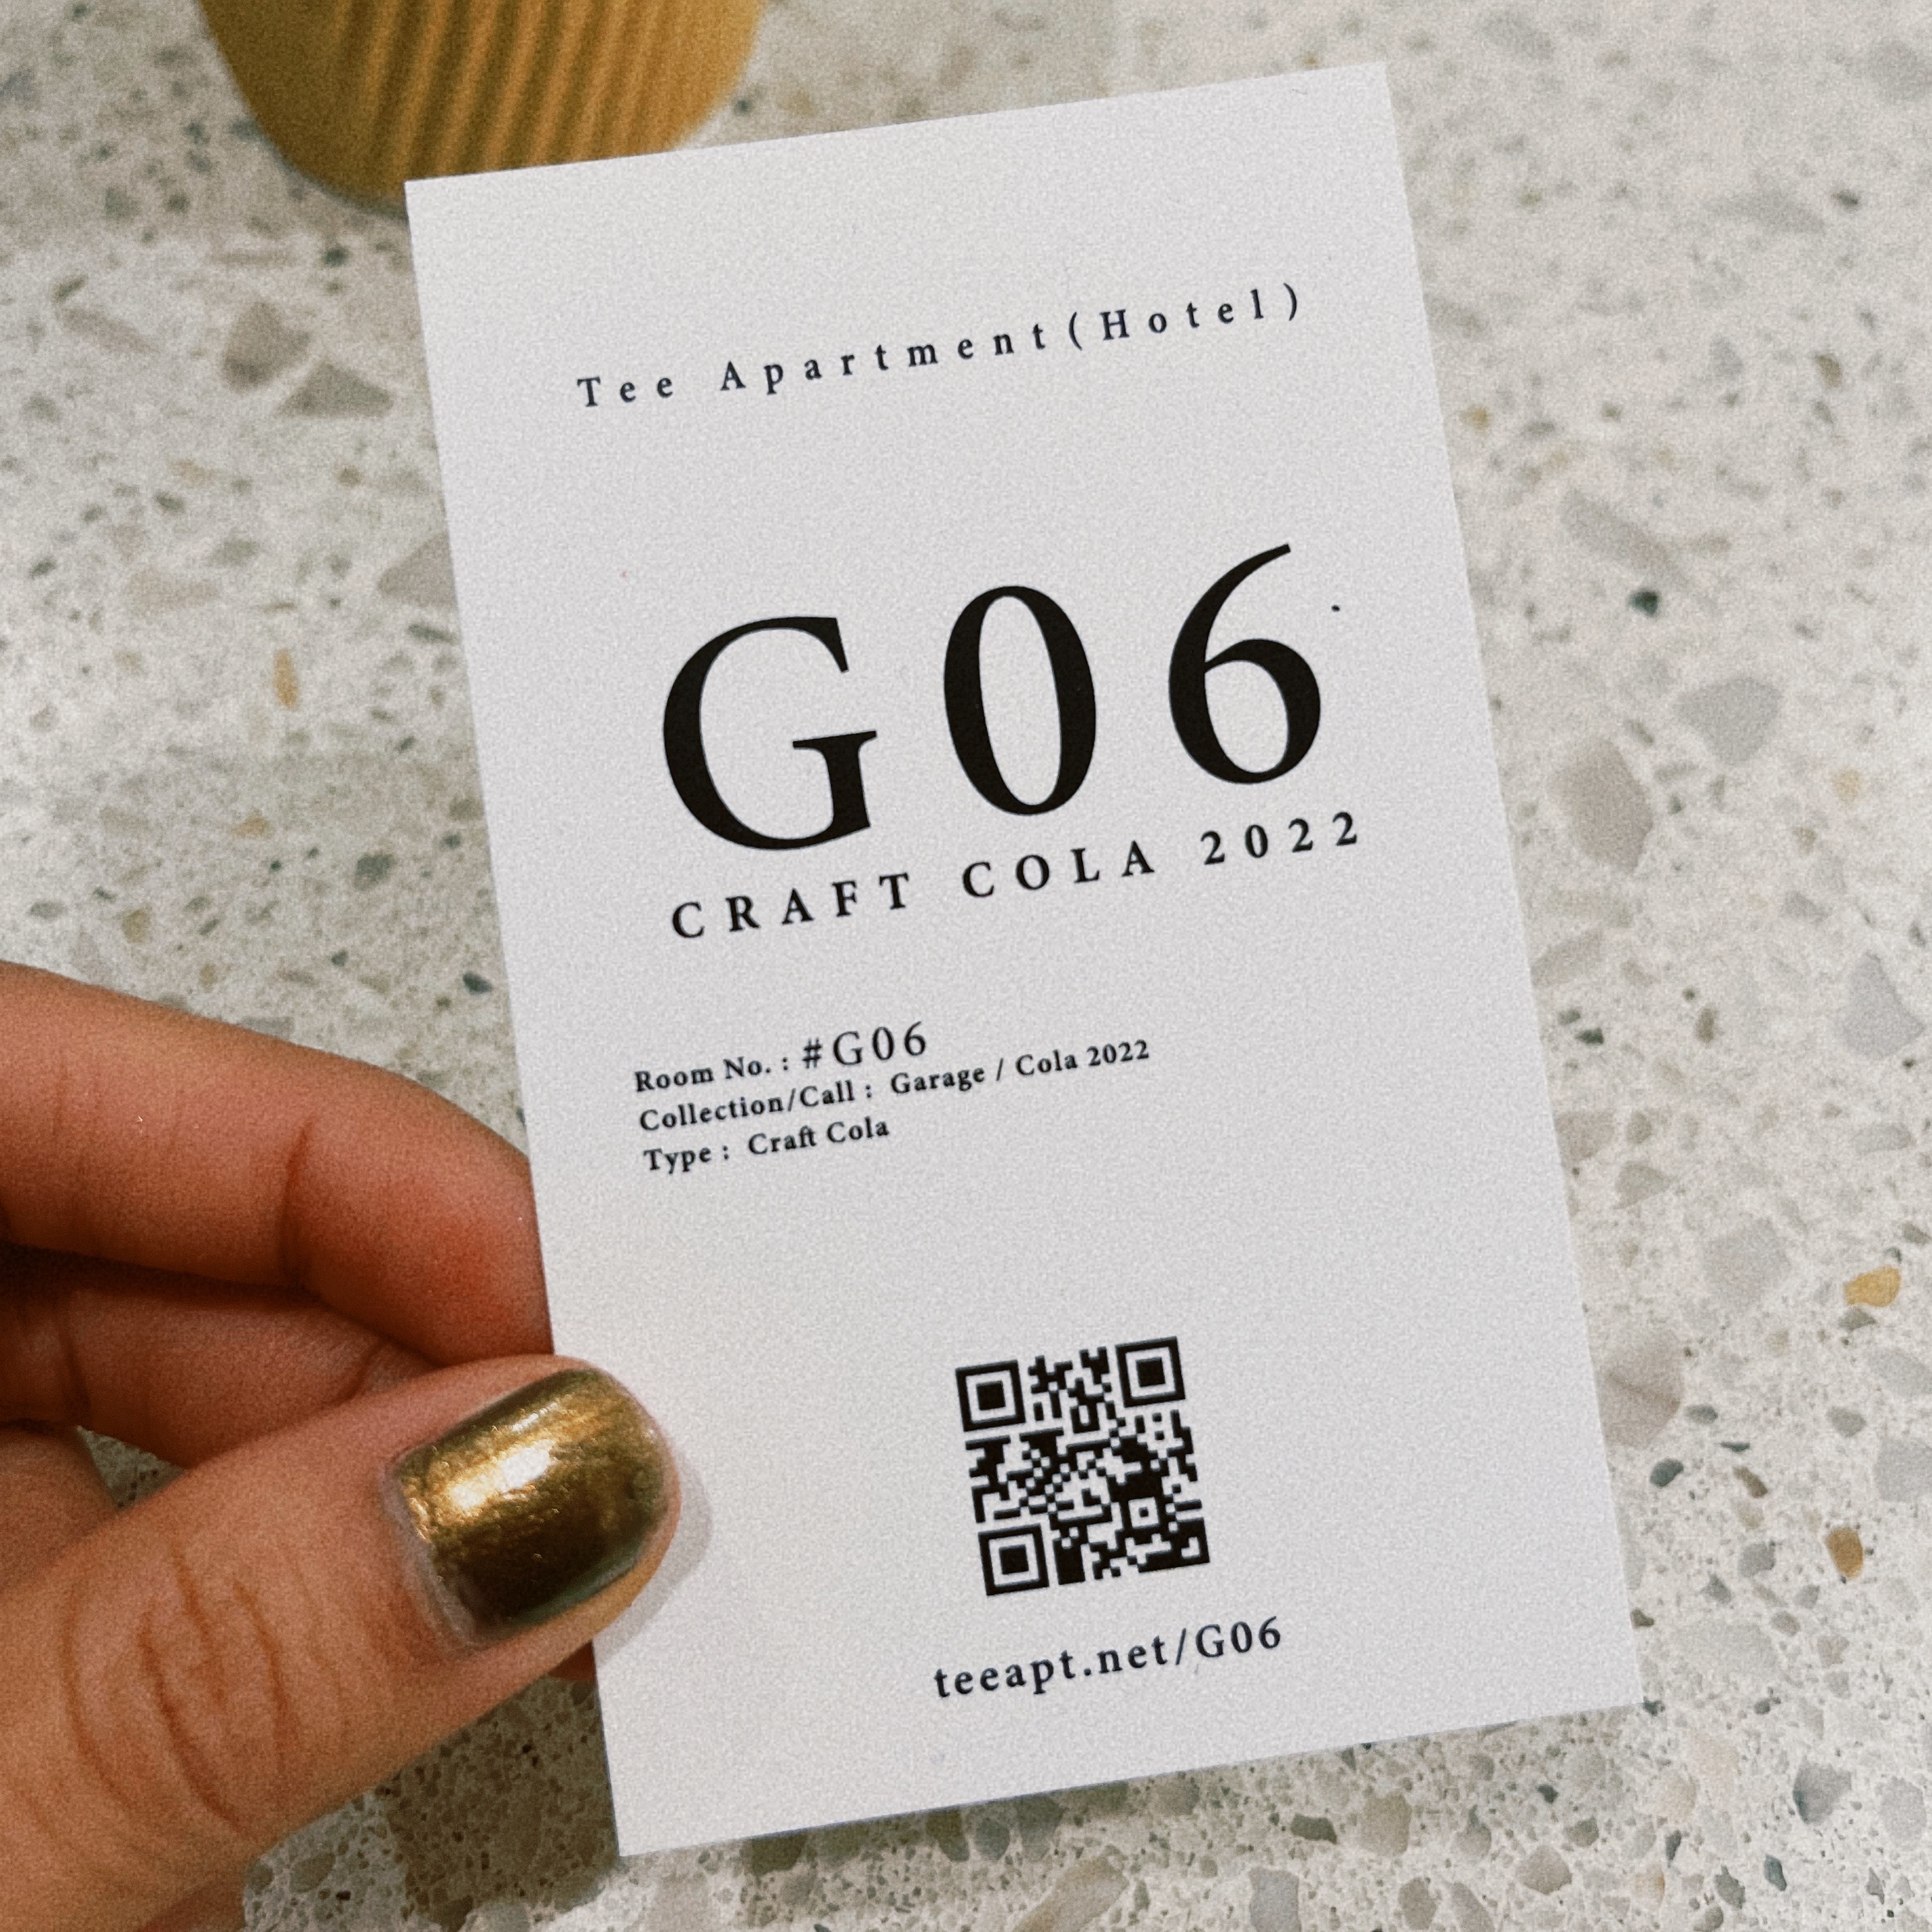 Tee Apartment(Hotel)
G06
CRAFT COLA 2022
Room No. : #G06
Collection/Call : Garage / Cola 2022
Type : Craft Cola
teeapt.net/G06